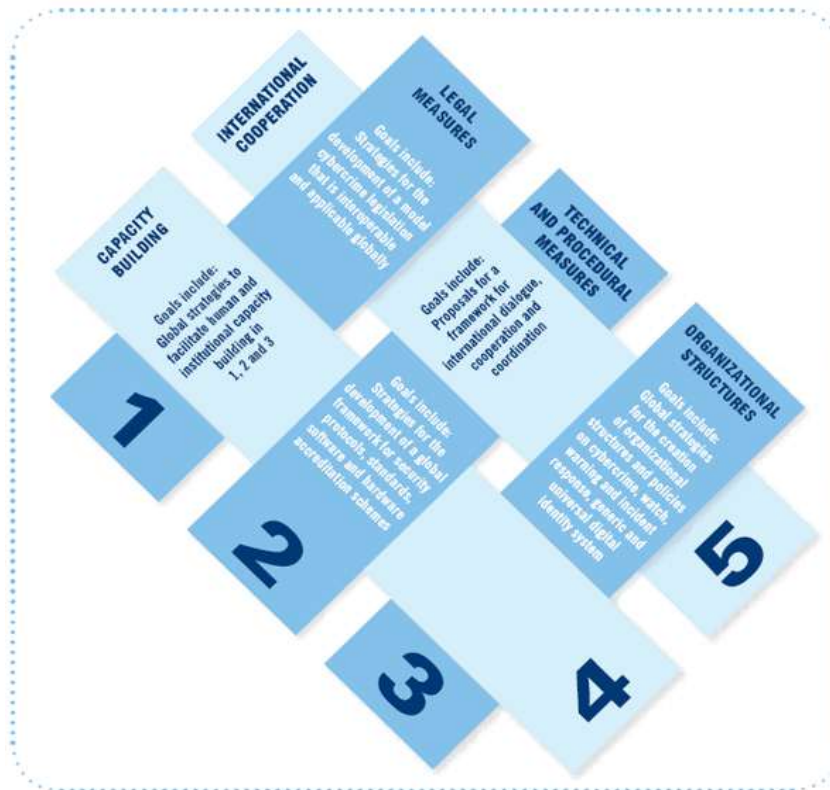 INTERNATIONAL
COOPERATION
LEGAL
MEASURES
Goals include:
Strategies for the
development of a model
cybercrime legislation
that is interoperable
and applicable globally
CAPACITY
BUILDING
Goals include:
Global strategies to
facilitate human and
institutional capacity
building in
1, 2 and 3
TECHNICAL
AND PROCEDURAL
MEASURES
Goals include:
Proposals for a
framework for
international dialogue,
cooperation and
coordination
ORGANIZATIONAL
STRUCTURES
Goals include:
Global strategies
for the creation
of organizational
structures and policies
on cybercrime, watch,
warning and incident
response, generic and
universal digital
identity system
1
Goals include:
Strategies for the
development of a global
framework for security
protocols, standards,
software and hardware
accreditation schemes
2
3
4
5